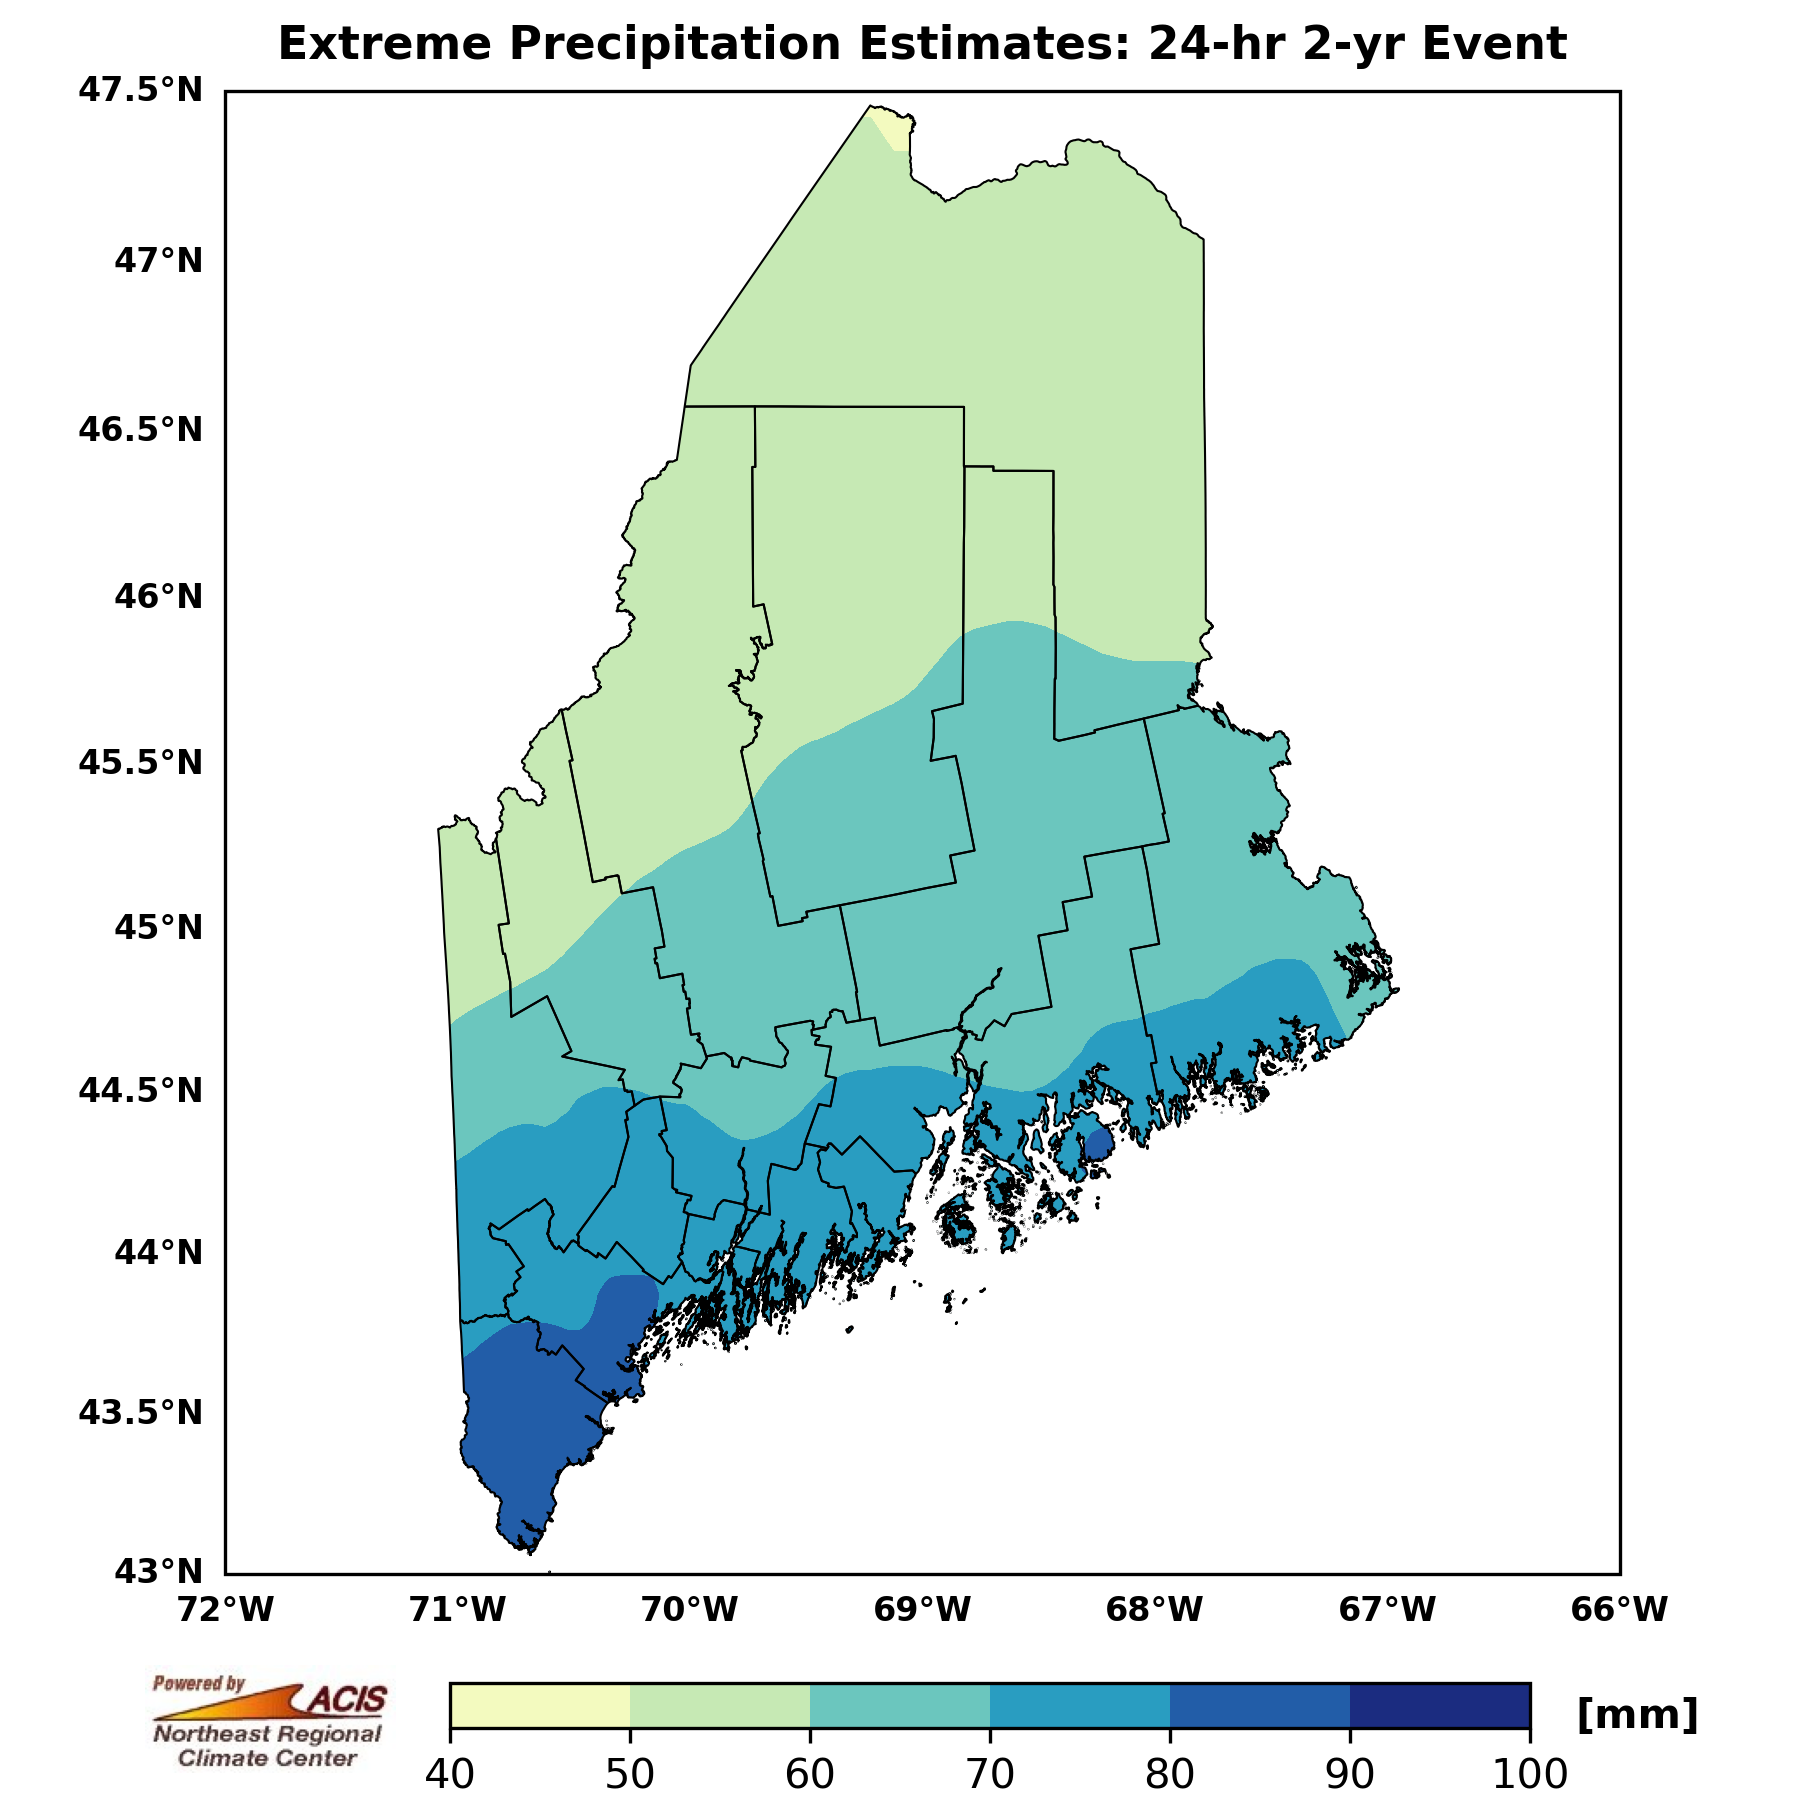 Extreme Precipitation Estimates: 24-hr 2-yr Event
47.5°N
47°N
46.5°N
46°N
45.5°N
45°N
44.5°N
44°N
43.5°N
43°N
72°W 71°W 70°W 69°W 68°W 67°W 66°W
Powered by
ACIS
Northeast Regional
Climate Center
40 50 60 70 80 90 100
[mm]